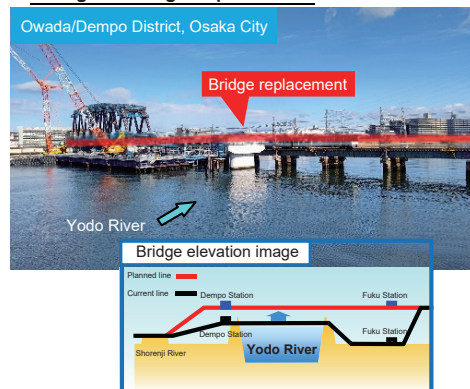 Owada/Dempo District, Osaka City
Bridge replacement
Yodo River
Bridge elevation image
Planned line
Current line
Dempo Station
Fuku Station
Dempo Station
Fuku Station
Shorenji River
Yodo River